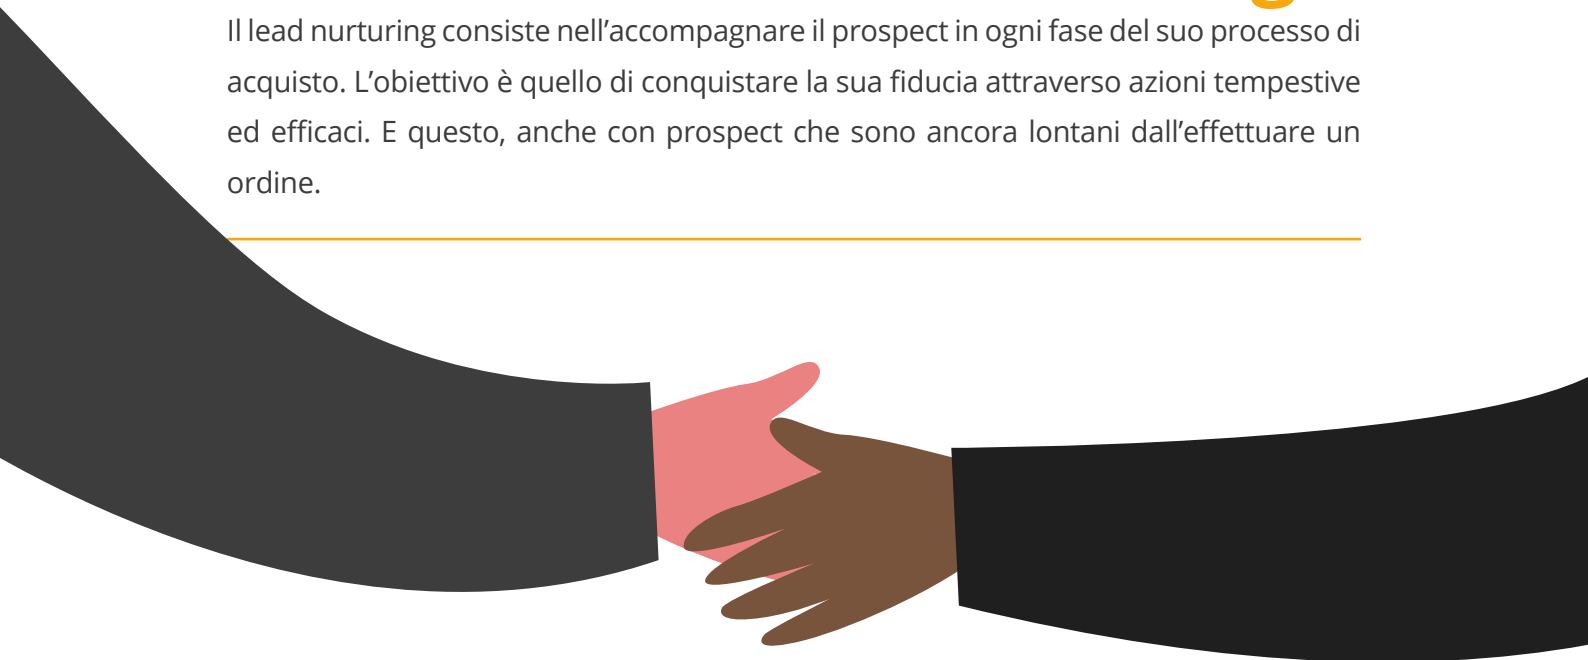 Il lead nurturing consiste nell’accompagnare il prospect in ogni fase del suo processo di
acquisto. L’obiettivo è quello di conquistare la sua fiducia attraverso azioni tempestive
ed efficaci. E questo, anche con prospect che sono ancora lontani dall’effettuare un
ordine.